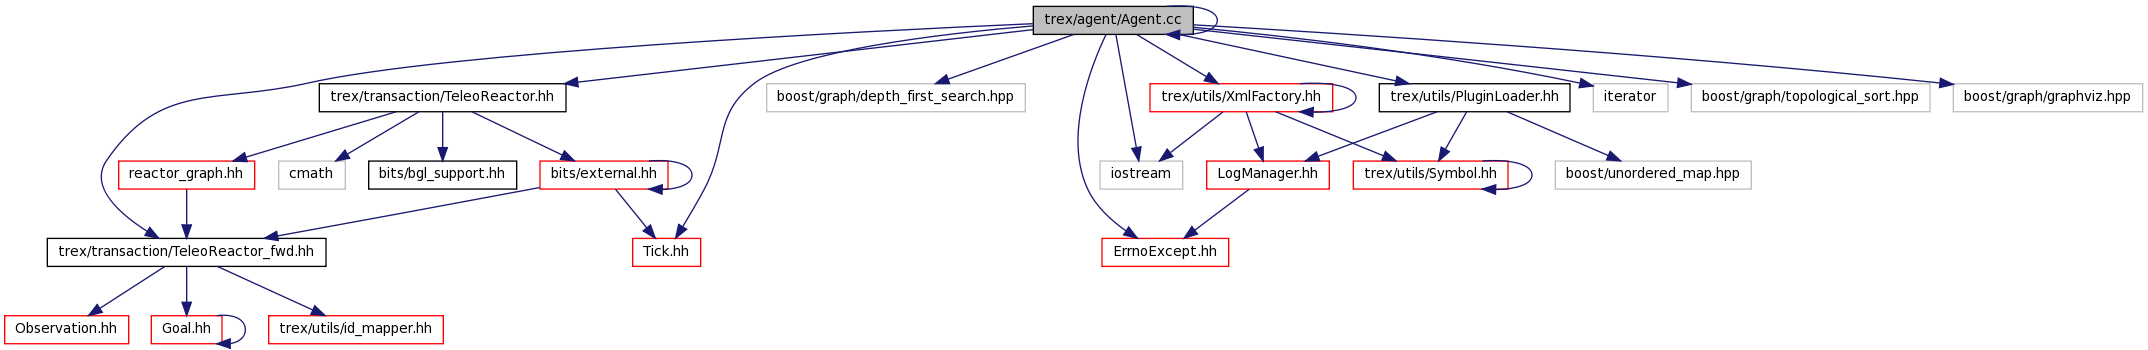 trex/agent/Agent.cc
trex/transaction/TeleoReactor.hh
boost/graph/depth_first_search.hpp
trex/utils/XmlFactory.hh
trex/utils/PluginLoader.hh
iterator
boost/graph/topological_sort.hpp
boost/graph/graphviz.hpp
reactor_graph.hh
cmath
bits/bgl_support.hh
bits/external.hh
iostream
LogManager.hh
trex/utils/Symbol.hh
boost/unordered_map.hpp
trex/transaction/TeleoReactor_fwd.hh
Tick.hh
ErrnoExcept.hh
Observation.hh
Goal.hh
trex/utils/id_mapper.hh